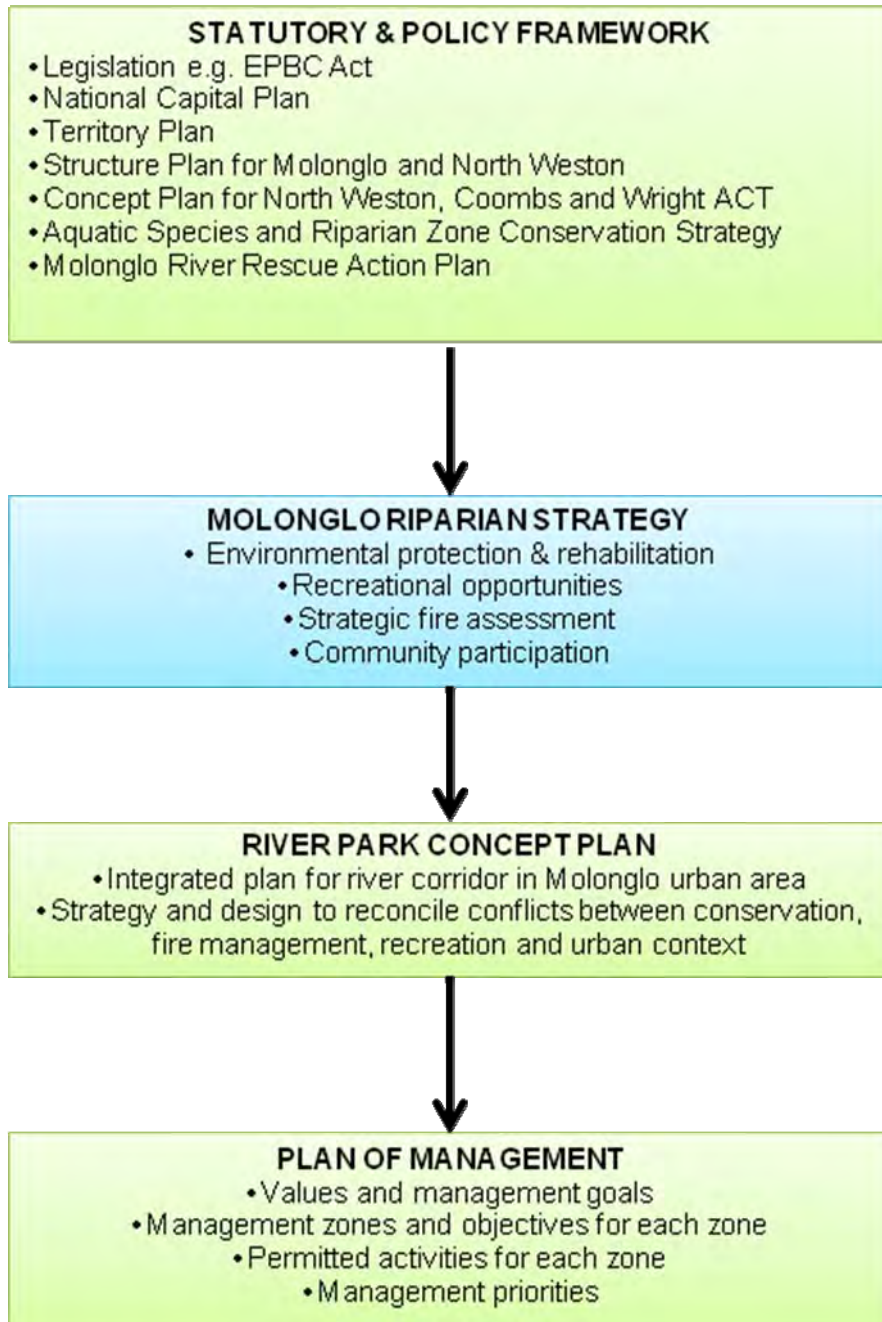 STATUTORY & POLICY FRAMEWORK
•Legislation e.g. EPBC Act
•National Capital Plan
•Territory Plan
•Structure Plan for Molonglo and North Weston
•Concept Plan for North Weston, Coombs and Wright ACT
•Aquatic Species and Riparian Zone Conservation Strategy
•Molonglo River Rescue Action Plan
MOLONGLO RIPARIAN STRATEGY
• Environmental protection & rehabilitation
•Recreational opportunities
•Strategic fire assessment
•Community participation
RIVER PARK CONCEPT PLAN
•Integrated plan for river corridor in Molonglo urban area
•Strategy and design to reconcile conflicts between conservation,
fire management, recreation and urban context
PLAN OF MANAGEMENT
•Values and management goals
•Management zones and objectives for each zone
•Permitted activities for each zone
•Management priorities